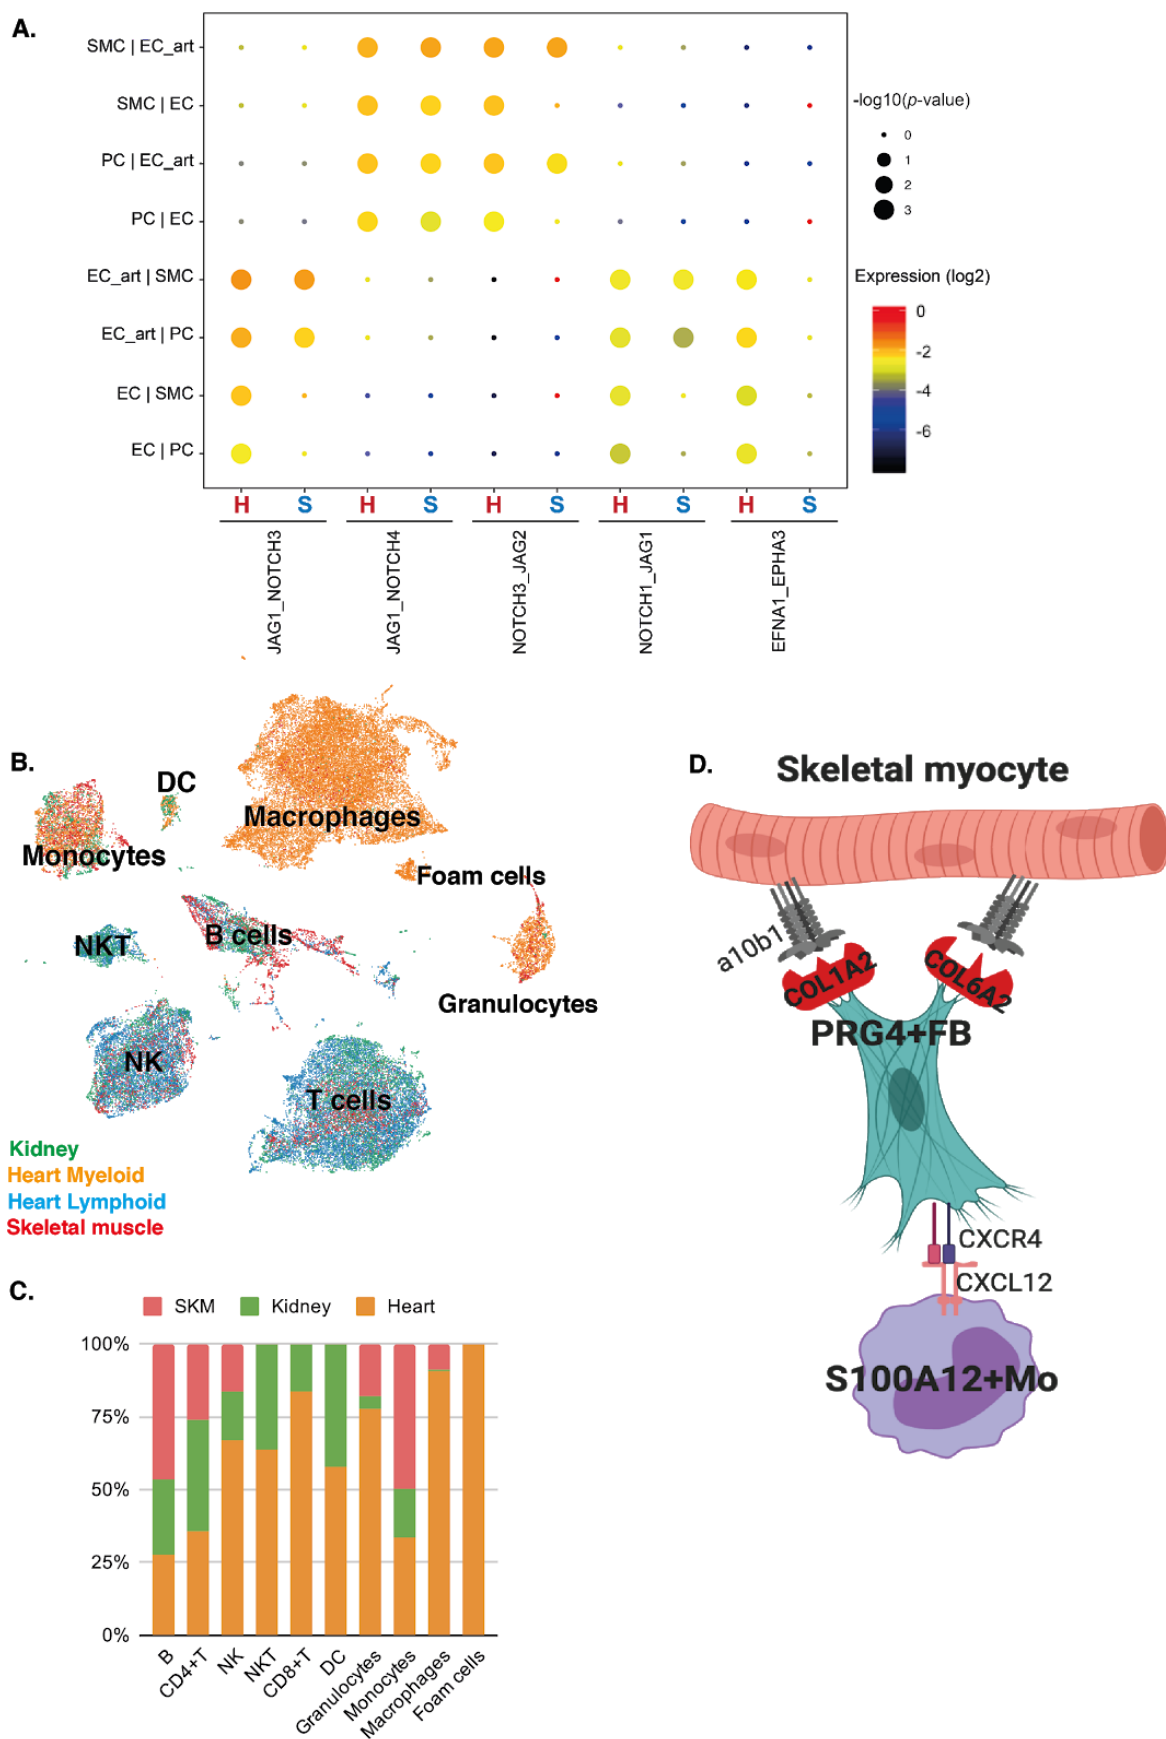 A.
SMC | EC_art
SMC | EC
PC | EC_art
PC | EC
EC_art | SMC
EC_art | PC
EC | SMC
EC | PC
H S H S H S H S H S
JAG1_NOTCH3
JAG1_NOTCH4
NOTCH3_JAG2
NOTCH1_JAG1
EFNA1_EPHA3
-log10(p-value)
0
1
2
3
Expression (log2)
0
-2
-4
-6
B.
DC
Macrophages
Monocytes
Foam cells
NKT
B cells
Granulocytes
NK
T cells
Kidney
Heart Myeloid
Heart Lymphoid
Skeletal muscle
C.
SKM Kidney Heart
100%
75%
50%
25%
0%
B
CD4+T
NK
NKT
CD8+T
DC
Granulocytes
Monocytes
Macrophages
Foam cells
D.
Skeletal myocyte
a10b1
COL1A2
COL6A2
PRG4+FB
CXCR4
CXCL12
S100A12+Mo